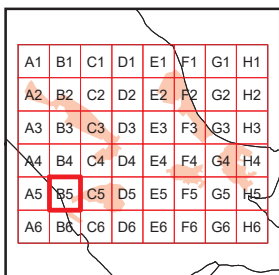 A1 B1 C1 D1 E1 F1 G1 H1
A2 B2 C2 D2 E2 F2 G2 H2
A3 B3 C3 D3 E3 F3 G3 H3
A4 B4 C4 D4 E4 F4 G4 H4
A5 B5 C5 D5 E5 F5 G5 H5
A6 B6 C6 D6 E6 F6 G6 H6